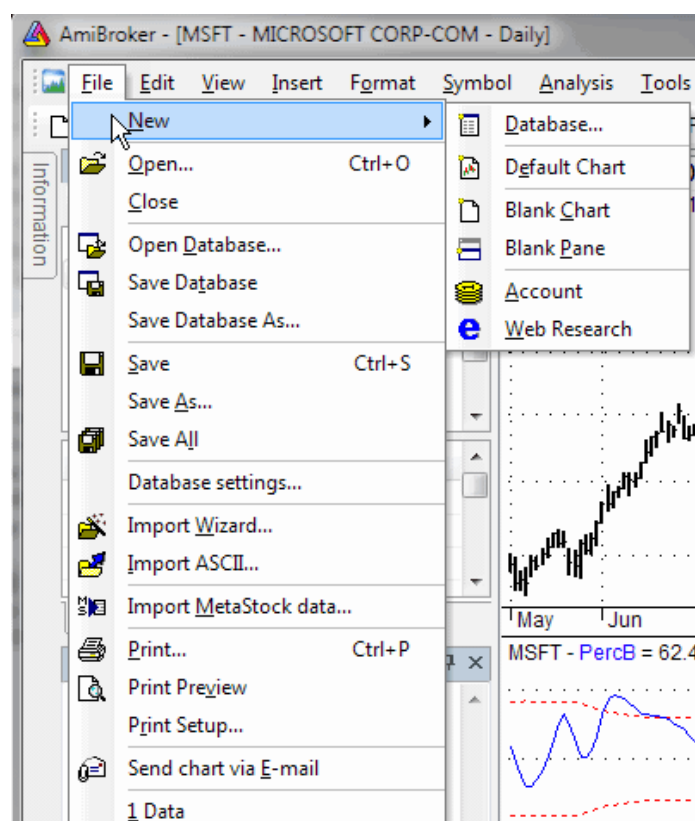 AmiBroker - [MSFT - MICROSOFT CORP-COM - Daily]
File Edit View Insert Format Symbol Analysis Tools
Information
New
Open... Ctrl+O
Close
Open Database...
Save Database
Save Database As...
Save Ctrl+S
Save As...
Save All
Database settings...
Import Wizard...
Import ASCII...
Import MetaStock data...
Print... Ctrl+P
Print Preview
Print Setup...
Send chart via E-mail
1 Data
Database...
Default Chart
Blank Chart
Blank Pane
Account
Web Research
May Jun
MSFT - PercB = 62.4